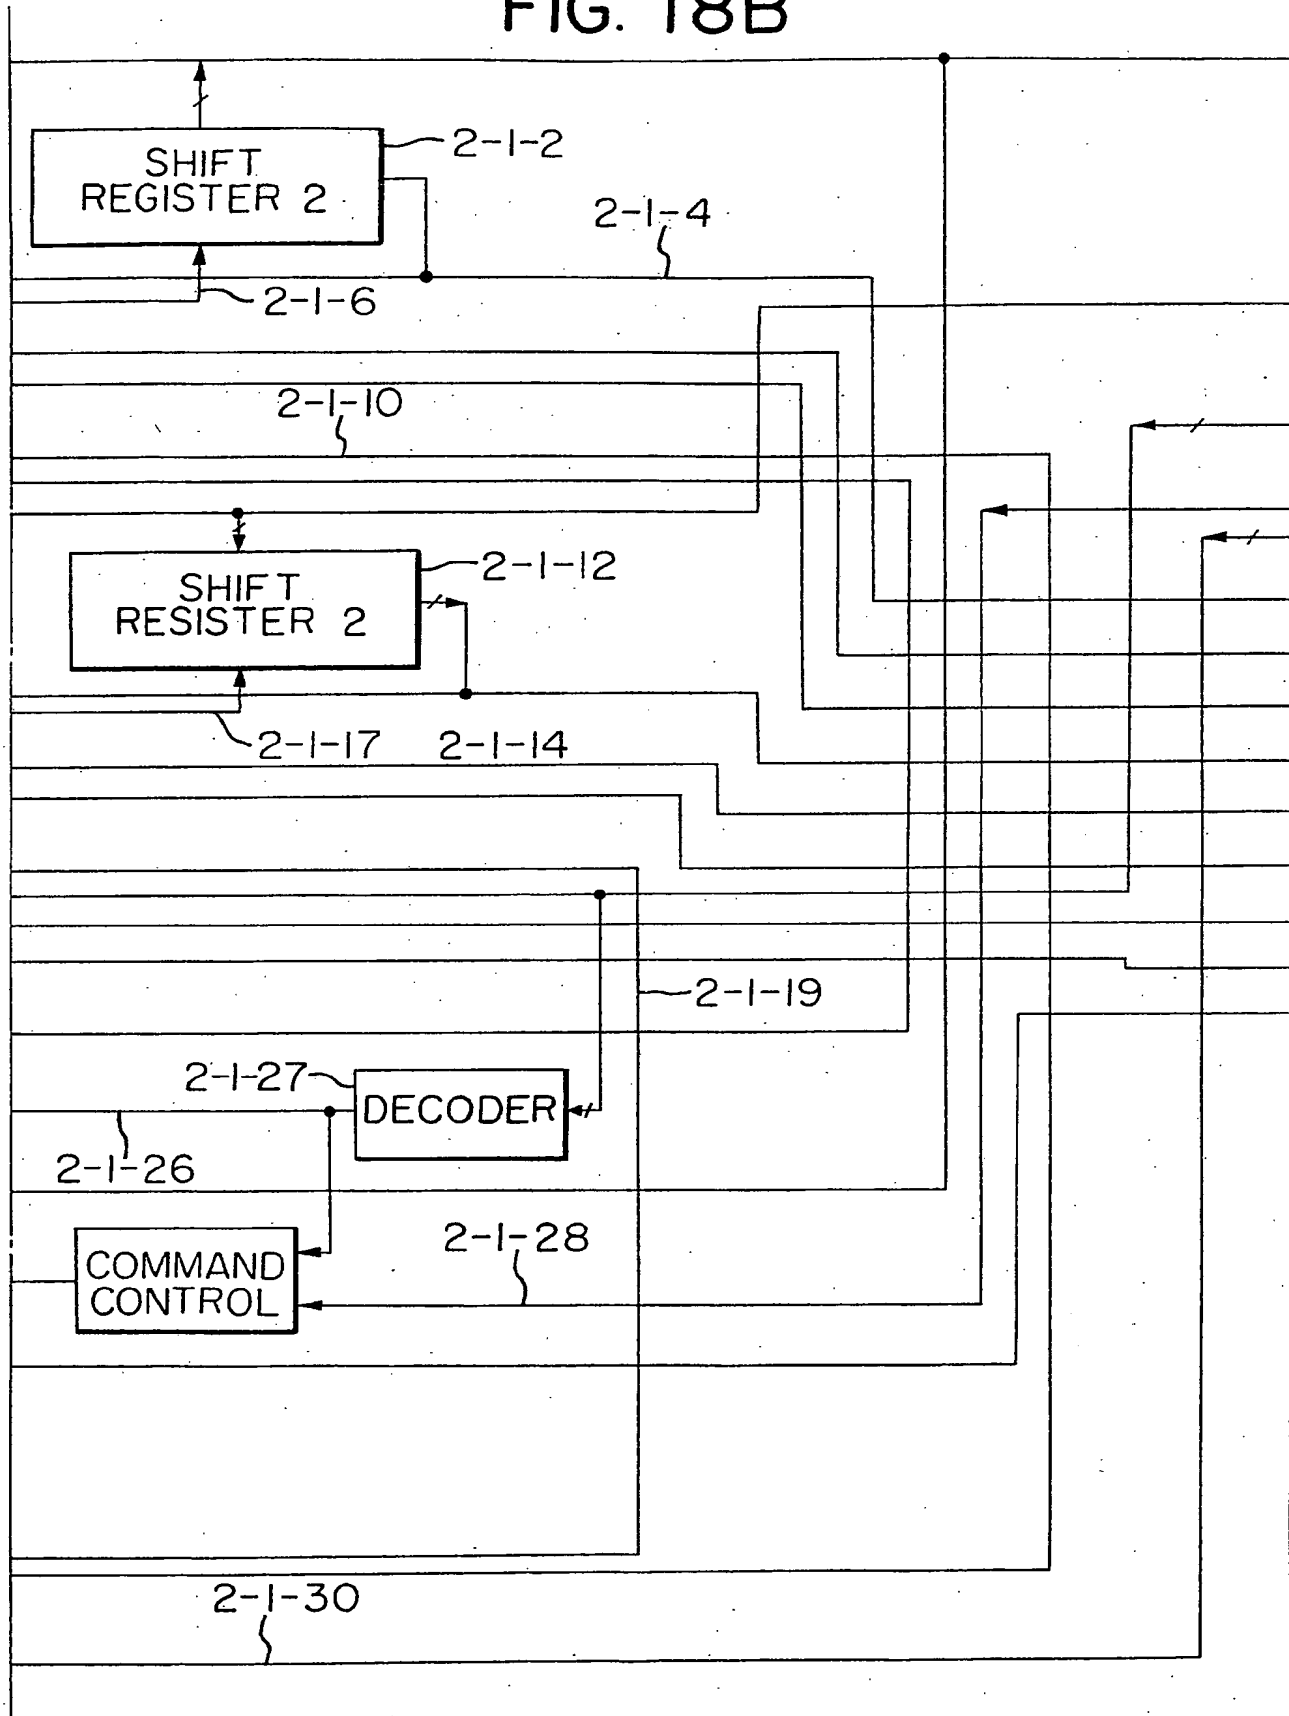 FIG. 18B
2-1-2
SHIFT
REGISTER 2
2-1-4
2-1-6
2-1-10
2-1-12
SHIFT
RESISTER 2
2-1-17
2-1-14
2-1-19
2-1-27
DECODER
2-1-26
2-1-28
COMMAND
CONTROL
2-1-30